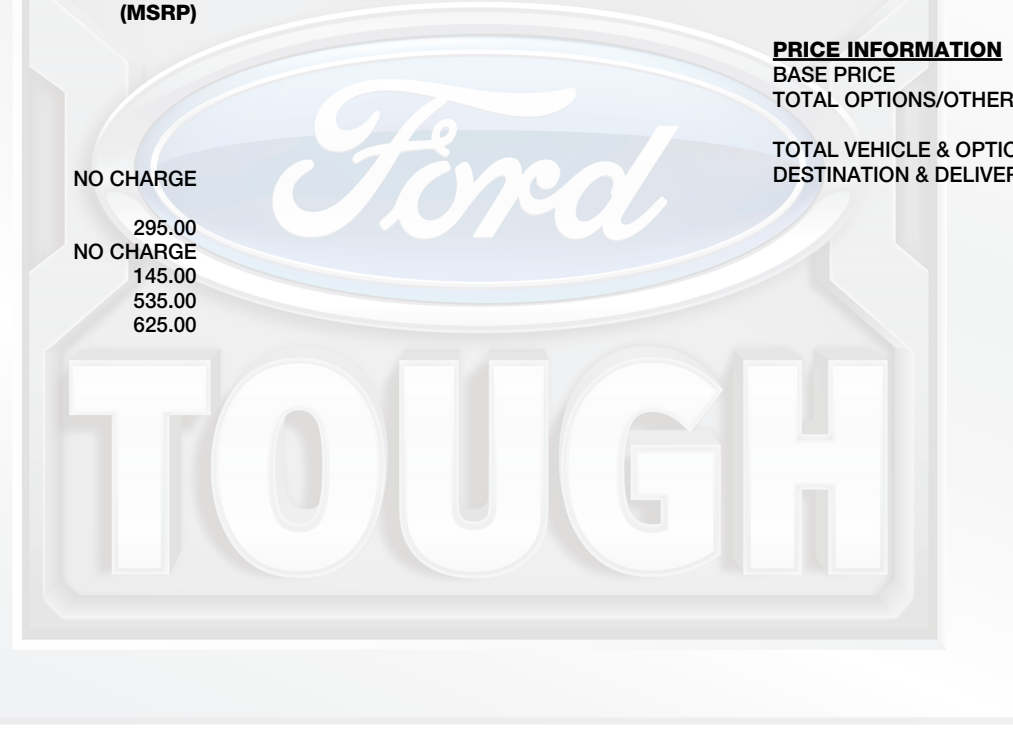 (MSRP)
PRICE INFORMATION
BASE PRICE
TOTAL OPTIONS/OTHER
TOTAL VEHICLE & OPTIO
DESTINATION & DELIVER
NO CHARGE
295.00
NO CHARGE
145.00
535.00
625.00
Ford
TOUGH